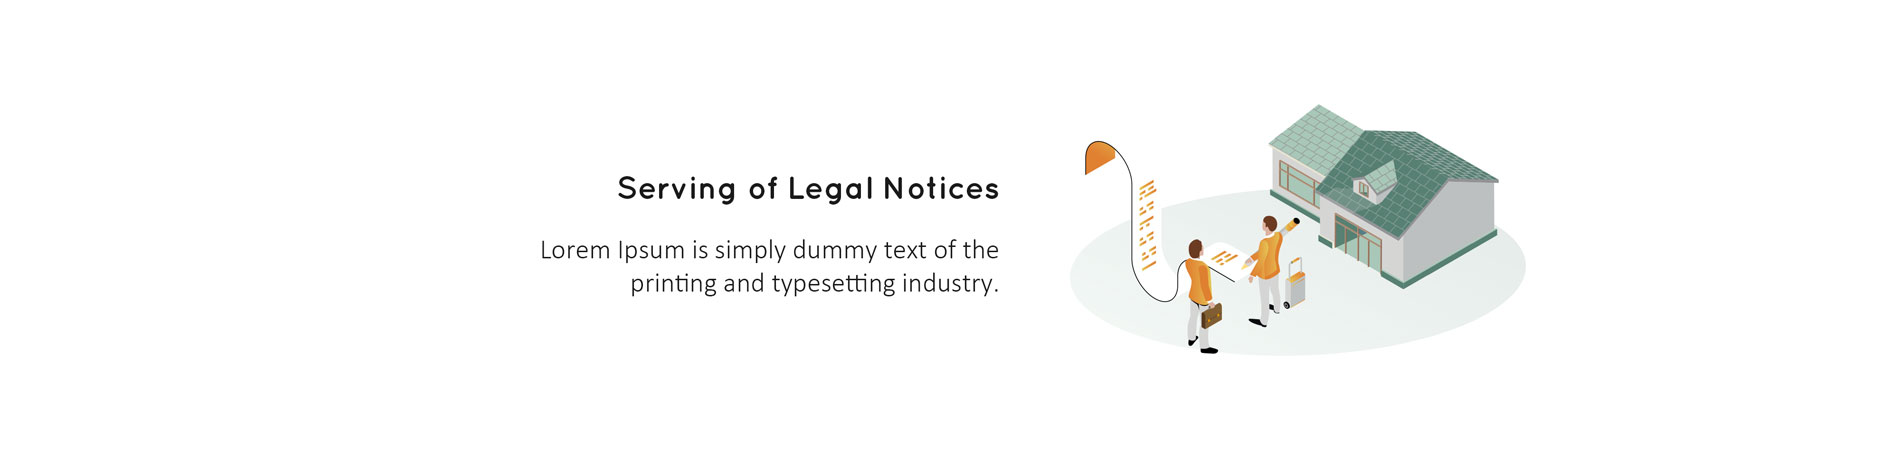 Serving of Legal Notices
Lorem Ipsum is simply dummy text of the
printing and typesetting industry.